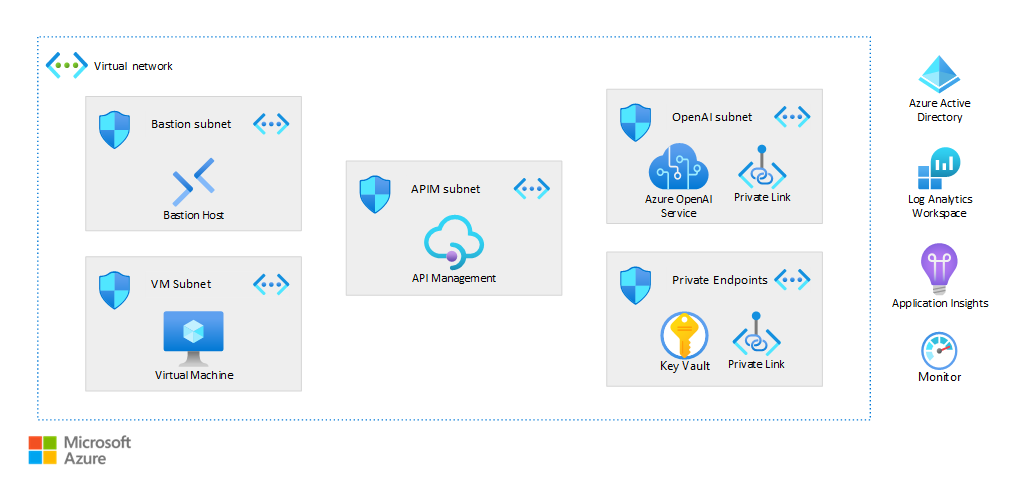 Virtual network
Bastion subnet
Bastion Host
VM Subnet
Virtual Machine
APIM subnet
API Management
OpenAI subnet
Azure OpenAI
Service
Private Link
Private Endpoints
Key Vault
Private Link
Azure Active
Directory
Log Analytics
Workspace
Application Insights
Monitor
Microsoft
Azure